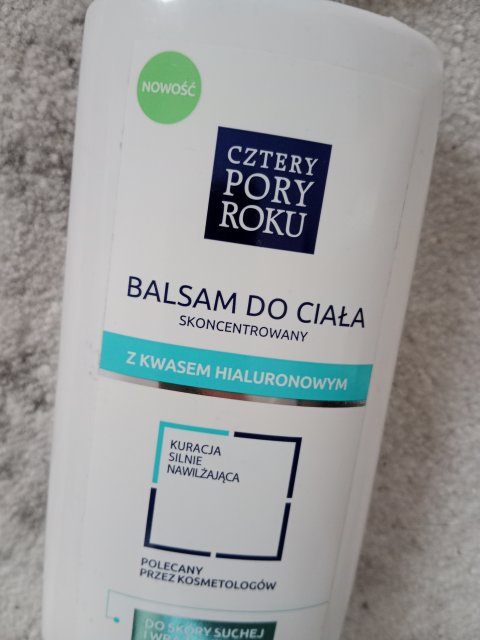 NOWOŚĆ
CZTERY
PORY
ROKU
BALSAM DO CIAŁA
SKONCENTROWANY
Z KWASEM HIALURONOWYM
KURACJA
SILNIE
NAWILŻAJĄCA
POLECANY
PRZEZ KOSMETOLOGÓW
DO SKÓRY SUCHEJ
I